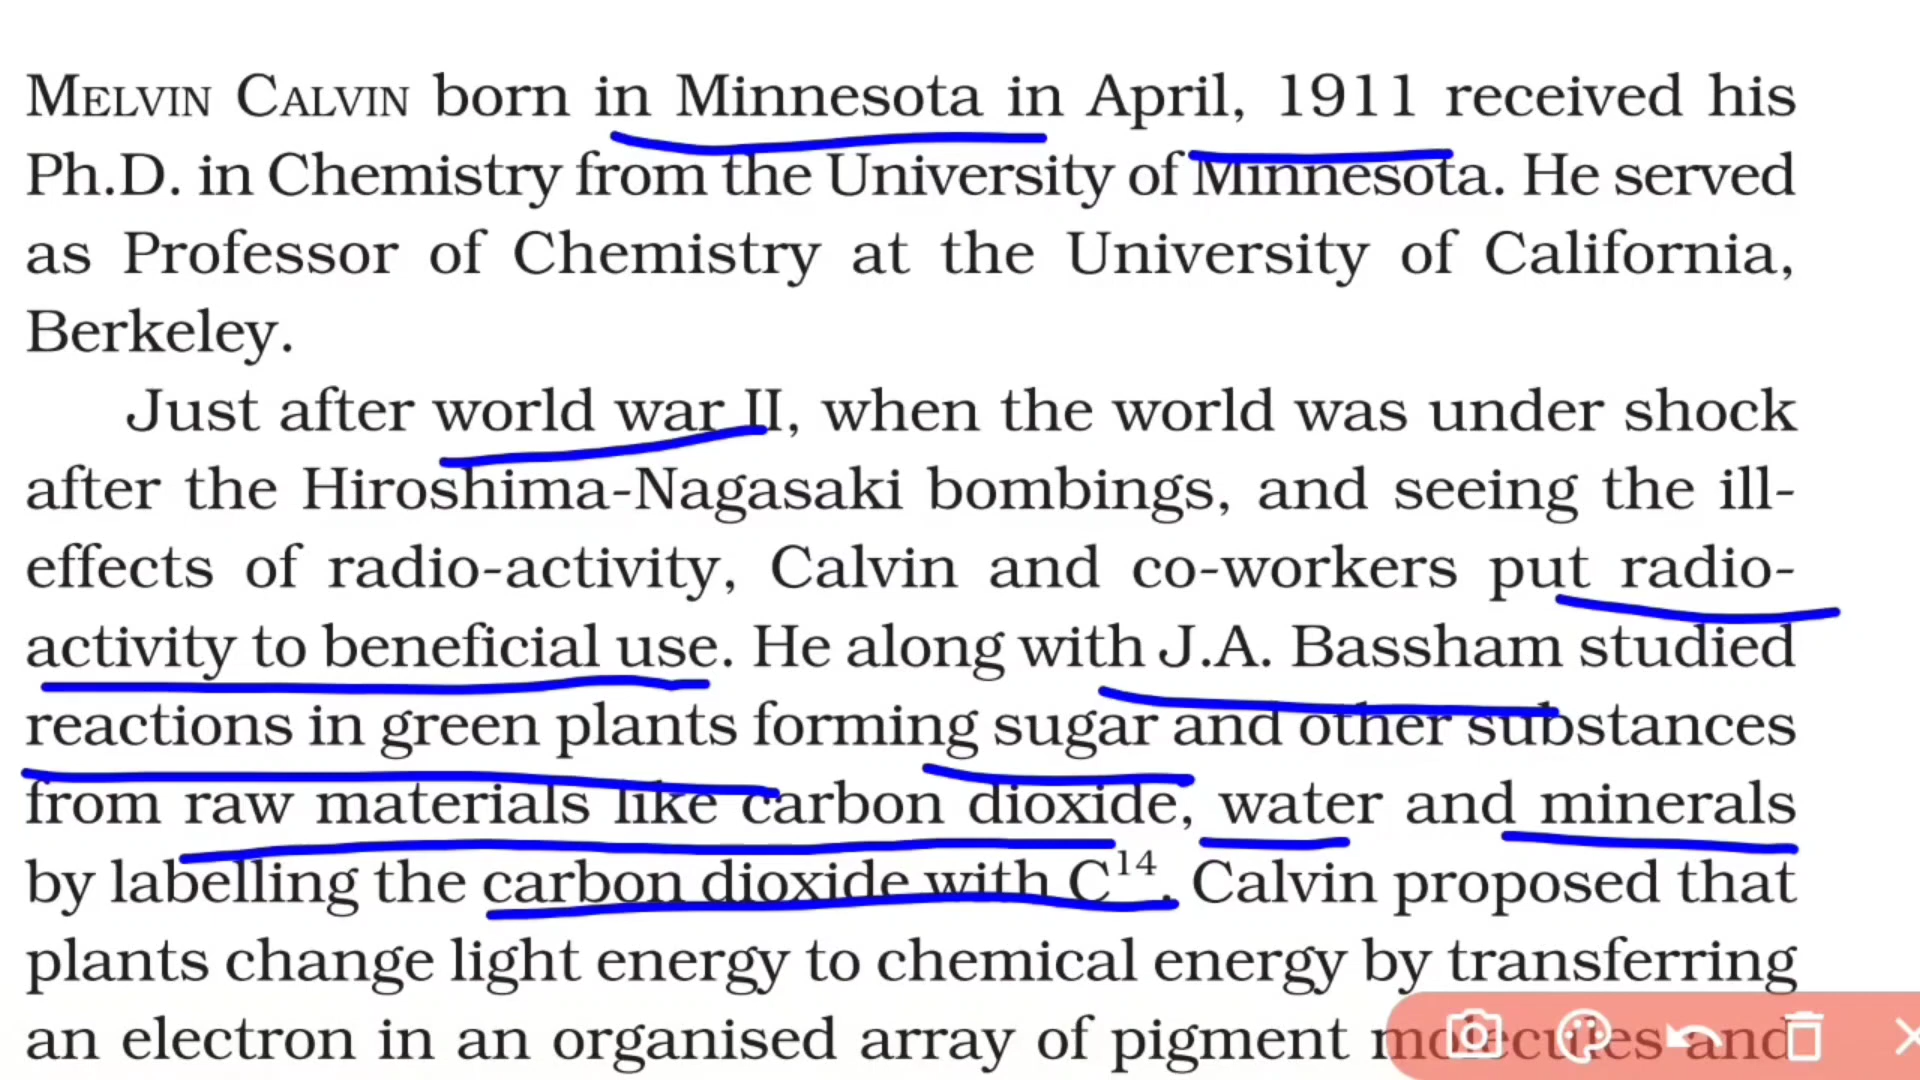 MELVIN CALVIN born in Minnesota in April, 1911 received his
Ph.D. in Chemistry from the University of Minnesota. He served
as Professor of Chemistry at the University of California,
Berkeley.
Just after world war II, when the world was under shock
after the Hiroshima-Nagasaki bombings, and seeing the ill-
effects of radio-activity, Calvin and co-workers put radio-
activity to beneficial use. He along with J.A. Bassham studied
reactions in green plants forming sugar and other substances
from raw materials like carbon dioxide, water and minerals
by labelling the carbon dioxide with C¹⁴. Calvin proposed that
plants change light energy to chemical energy by transferring
an electron in an organised array of pigment molecules and